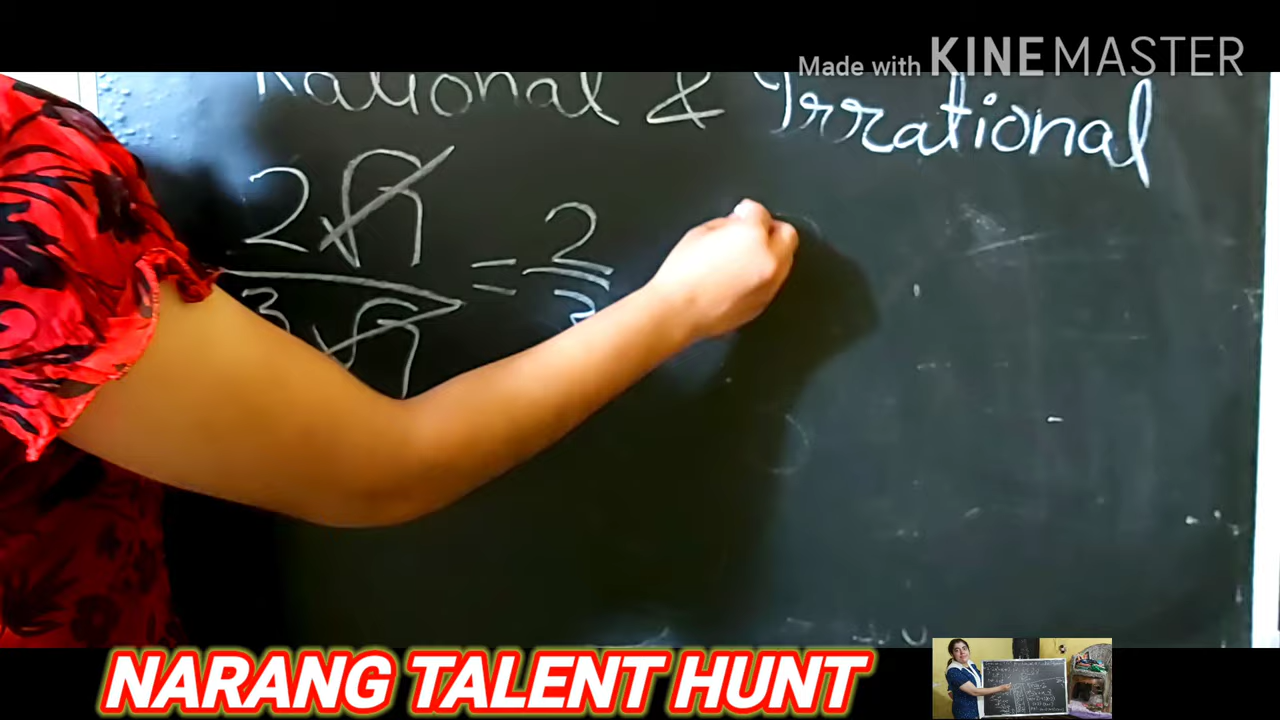 Made with KINEMASTER
Rational & Irrational
2√7 = 2
3√7 3
NARANG TALENT HUNT